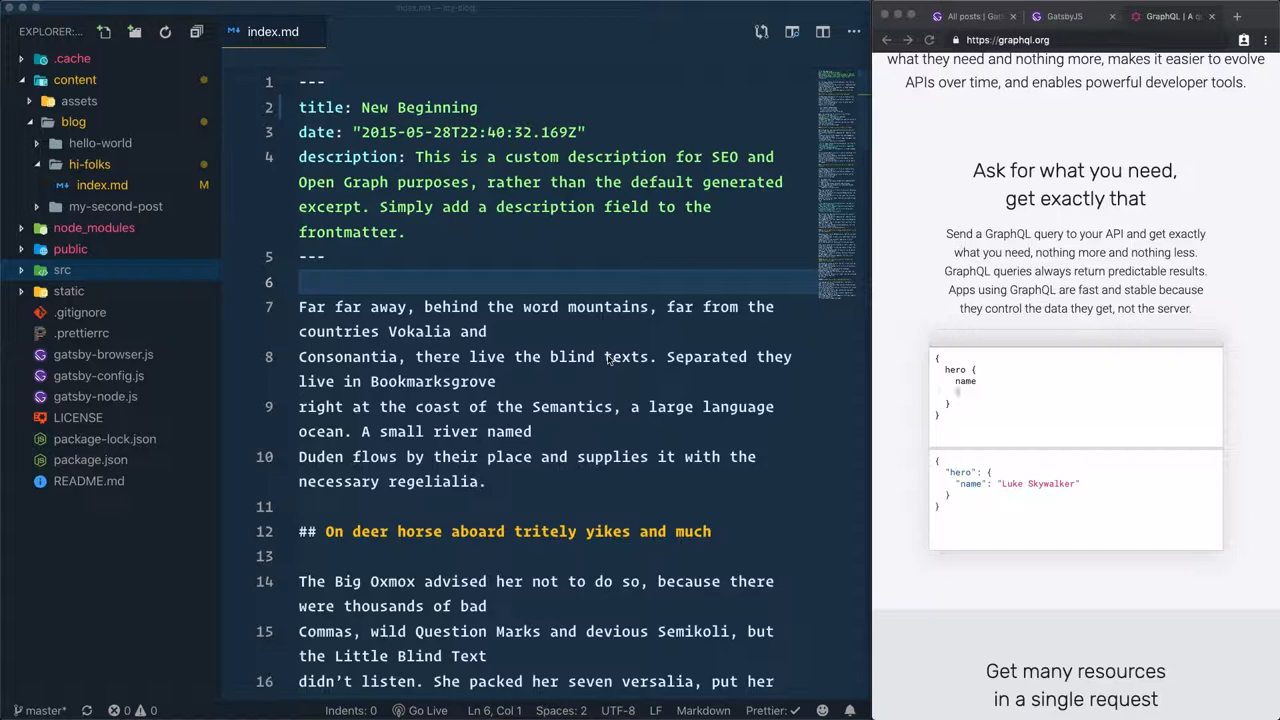 index.md — my-blog
EXPLORER:...
index.md
.cache
content
assets
blog
hello-world
hi-folks
index.md
M
node_modules
public
src
static
.gitignore
.prettierrc
gatsby-browser.js
gatsby-config.js
gatsby-node.js
LICENSE
package-lock.json
package.json
README.md
1 ---
2 title: New Beginning
3 date: "2015-05-28T22:40:32.169Z"
4 description: This is a custom description for SEO and
Open Graph purposes, rather than the default generated
Simply add a description field to the
frontmatter.
5 ---
6
7 Far far away, behind the word mountains, far from the
countries Vokalia and
8 Consonantia, there live the blind texts. Separated they
live in Bookmarksgrove
9 right at the coast of the Semantics, a large language
ocean. A small river named
10 Duden flows by their place and supplies it with the
necessary regelialia.
11
12 ## On deer horse aboard tritely yikes and much
13
14 The Big Oxmox advised her not to do so, because there
were thousands of bad
15 Commas, wild Question Marks and devious Semikoli, but
the Little Blind Text
16 didn’t listen. She packed her seven versalia, put her
master*
0
0
Indents: 0
Go Live
Ln 6, Col 1
Spaces: 2
UTF-8
LF
Markdown
Prettier: ✓
All posts | Gats
GatsbyJS
GraphQL | A q
https://graphql.org
what they need and nothing more, makes it easier to evolve
APIs over time, and enables powerful developer tools.
Ask for what you need,
get exactly that
Send a GraphQL query to your API and get exactly
what you need, nothing more and nothing less.
GraphQL queries always return predictable results.
Apps using GraphQL are fast and stable because
they control the data they get, not the server.
{
hero {
name
}
}
{
"hero": {
"name": "Luke Skywalker"
}
}
Get many resources
in a single request